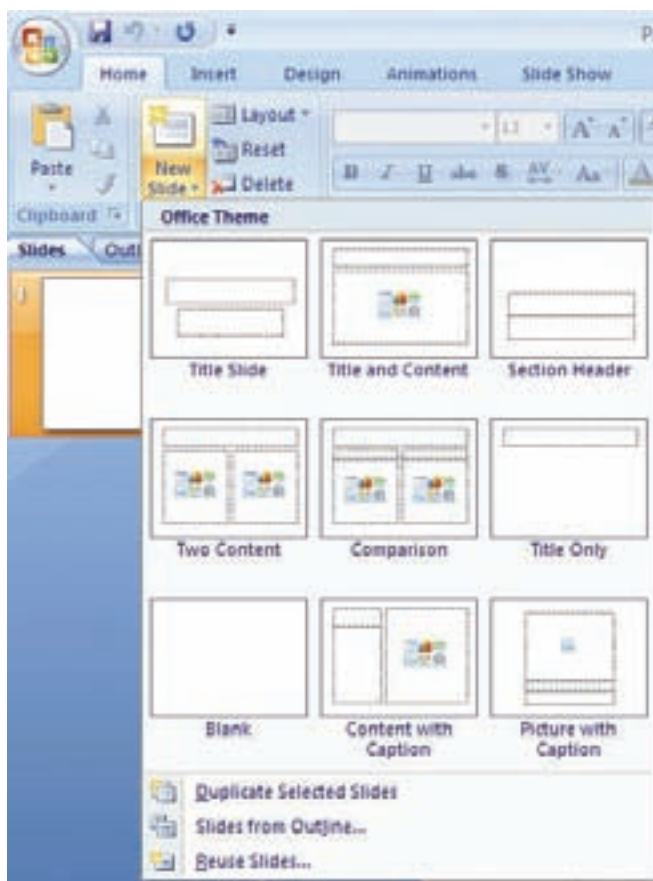 P
Home Insert Design Animations Slide Show
Paste
New Slide
Layout
Reset
Delete
Clipboard
Office Theme
Slides Outl
Title Slide Title and Content Section Header
Two Content Comparison Title Only
Blank Content with Caption Picture with Caption
Duplicate Selected Slides
Slides from Outline...
Reuse Slides...